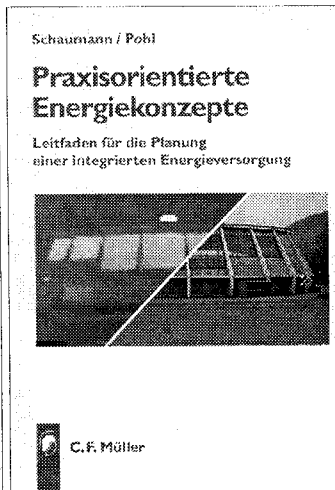 Schaumann / Pohl
Praxisorientierte
Energiekonzepte
Leitfaden für die Planung
einer integrierten Energieversorgung
C. F. Müller